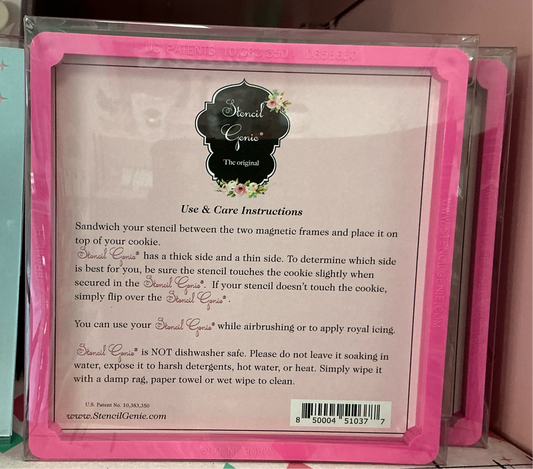 US PATENTS 10,383,350
Stencil
Genie®
The original
Use & Care Instructions
Sandwich your stencil between the two magnetic frames and place it on
top of your cookie.
Stencil Genie® has a thick side and a thin side. To determine which side
is best for you, be sure the stencil touches the cookie slightly when
secured in the Stencil Genie®. If your stencil doesn't touch the cookie,
simply flip over the Stencil Genie®.
You can use your Stencil Genie® while airbrushing or to apply royal icing.
Stencil Genie® is NOT dishwasher safe. Please do not leave it soaking in
water, expose it to harsh detergents, hot water, or heat. Simply wipe it
with a damp rag, paper towel or wet wipe to clean.
U.S. Patent No. 10,383,350
www.StencilGenie.com
8 50004 51037 7